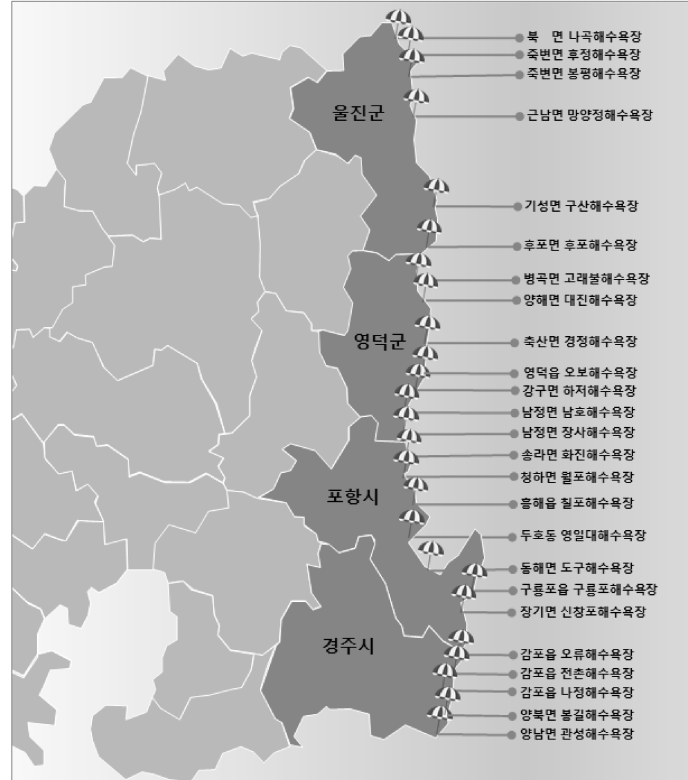 북 면 나곡해수욕장
죽변면 후정해수욕장
죽변면 봉평해수욕장
근남면 망양정해수욕장
울진군
기성면 구산해수욕장
후포면 후포해수욕장
병곡면 고래불해수욕장
양해면 대진해수욕장
영덕군
축산면 경정해수욕장
영덕읍 오보해수욕장
강구면 하저해수욕장
남정면 남호해수욕장
남정면 장사해수욕장
송라면 화진해수욕장
청하면 월포해수욕장
포항시
흥해읍 칠포해수욕장
두호동 영일대해수욕장
동해면 도구해수욕장
구룡포읍 구룡포해수욕장
장기면 신창포해수욕장
경주시
감포읍 오류해수욕장
감포읍 전촌해수욕장
감포읍 나정해수욕장
양북면 봉길해수욕장
양남면 관성해수욕장